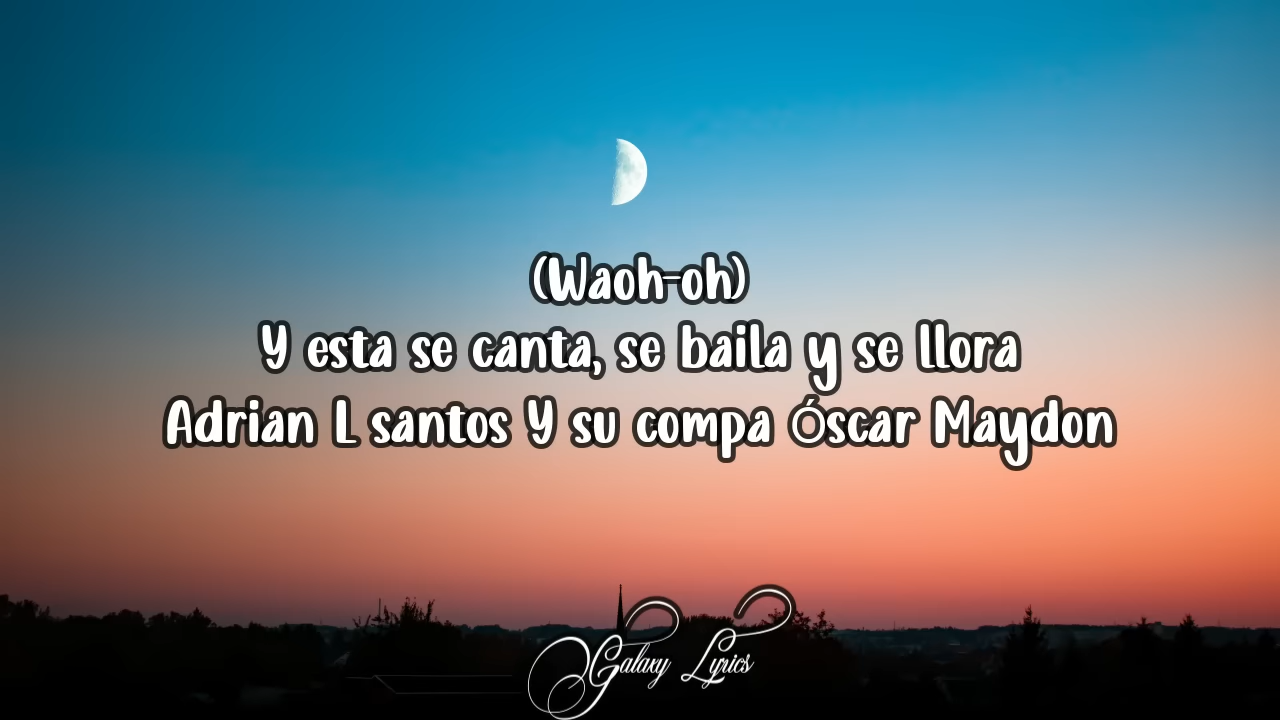 (Waoh-oh)
Y esta se canta, se baila y se llora
Adrian L santos Y su compa Óscar Maydon
Galaxy Lyrics